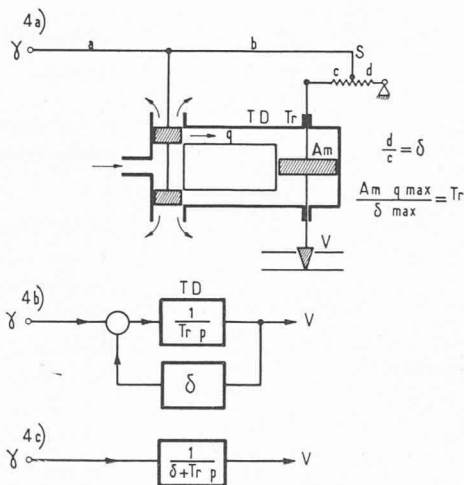 4a)
a b S
γ
c d
TD Tr
q Am
d/c = δ
Am q max / δ max = Tr
V
4b)
TD
γ 1/Tr p V
δ
4c)
γ 1/δ+Tr p V